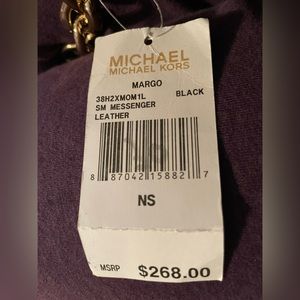 MICHAEL
MICHAEL KORS
MARGO
38H2XMOM1L BLACK
SM MESSENGER
LEATHER
8 87042 15882 7
NS
MSRP $268.00